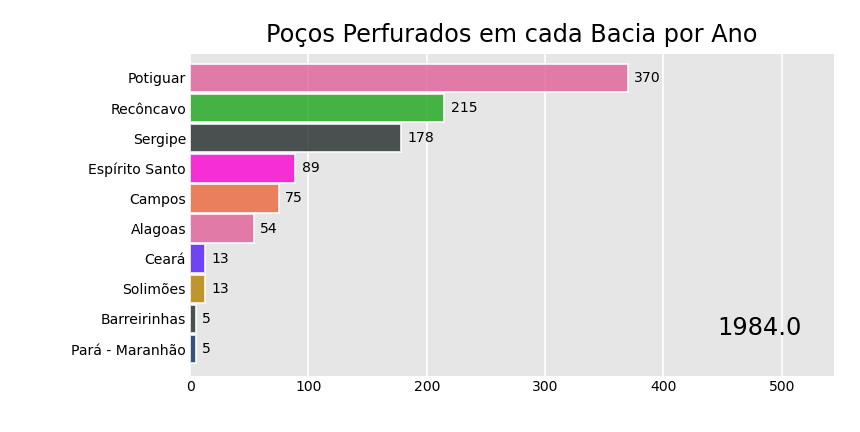 Poços Perfurados em cada Bacia por Ano
Potiguar 370
Recôncavo 215
Sergipe 178
Espírito Santo 89
Campos 75
Alagoas 54
Ceará 13
Solimões 13
Barreirinhas 5
1984.0
Pará - Maranhão 5
0 100 200 300 400 500